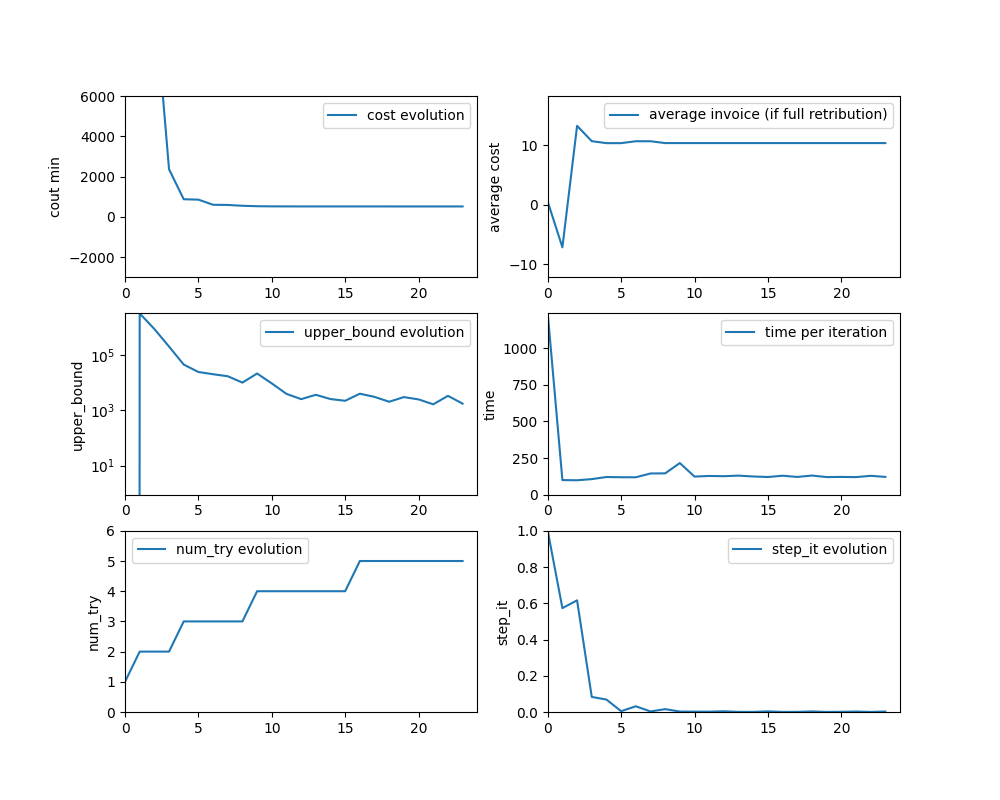 6000
4000
2000
0
−2000
cout min
cost evolution
0 5 10 15 20
10
0
−10
average cost
average invoice (if full retribution)
0 5 10 15 20
10^5
10^3
10^1
upper_bound
upper_bound evolution
0 5 10 15 20
1000
750
500
250
0
time
time per iteration
0 5 10 15 20
6
5
4
3
2
1
0
num_try
num_try evolution
0 5 10 15 20
1.0
0.8
0.6
0.4
0.2
0.0
step_it
step_it evolution
0 5 10 15 20